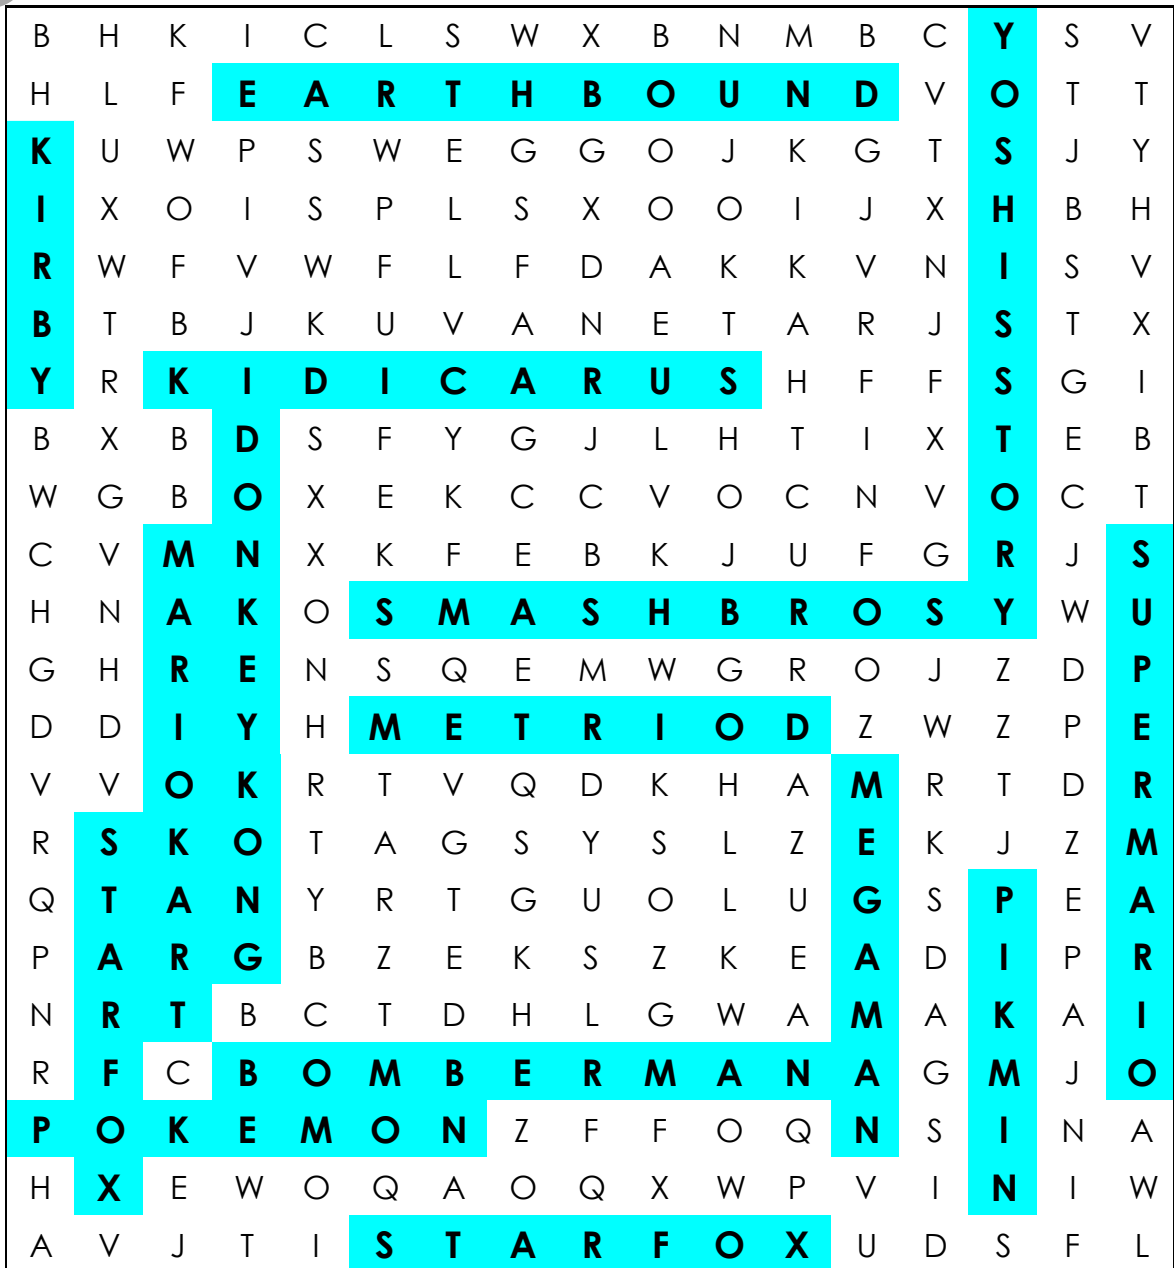 B H K I C L S W X B N M B C Y S V
H L F E A R T H B O U N D V O T T
K U W P S W E G G O J K G T S J Y
I X O I S P L S X O O I J X H B H
R W F V W F L F D A K K V N I S V
B T B J K U V A N E T A R J S T X
Y R K I D I C A R U S H F F S G I
B X B D S F Y G J L H T I X T E B
W G B O X E K C C V O C N V O C T
C V M N X K F E B K J U F G R J S
H N A K O S M A S H B R O S Y W U
G H R E N S Q E M W G R O J Z D P
D D I Y H M E T R I O D Z W Z P E
V V O K R T V Q D K H A M R T D R
R S K O T A G S Y S L Z E K J Z M
Q T A N Y R T G U O L U G S P E A
P A R G B Z E K S Z K E A D I P R
N R T B C T D H L G W A M A K A I
R F C B O M B E R M A N A G M J O
P O K E M O N Z F F O Q N S I N A
H X E W O Q A O Q X W P V I N I W
A V J T I S T A R F O X U D S F L